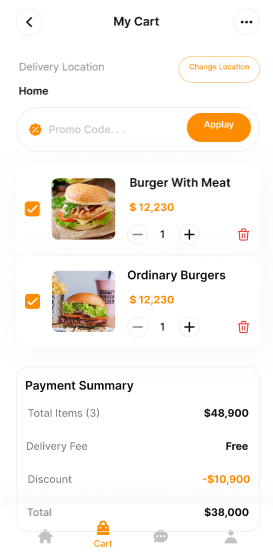 My Cart
Delivery Location
Change Location
Home
Promo Code. . .
Applay
Burger With Meat
$ 12,230
1
Ordinary Burgers
$ 12,230
1
Payment Summary
Total Items (3) $48,900
Delivery Fee Free
Discount -$10,900
Total $38,000
Cart